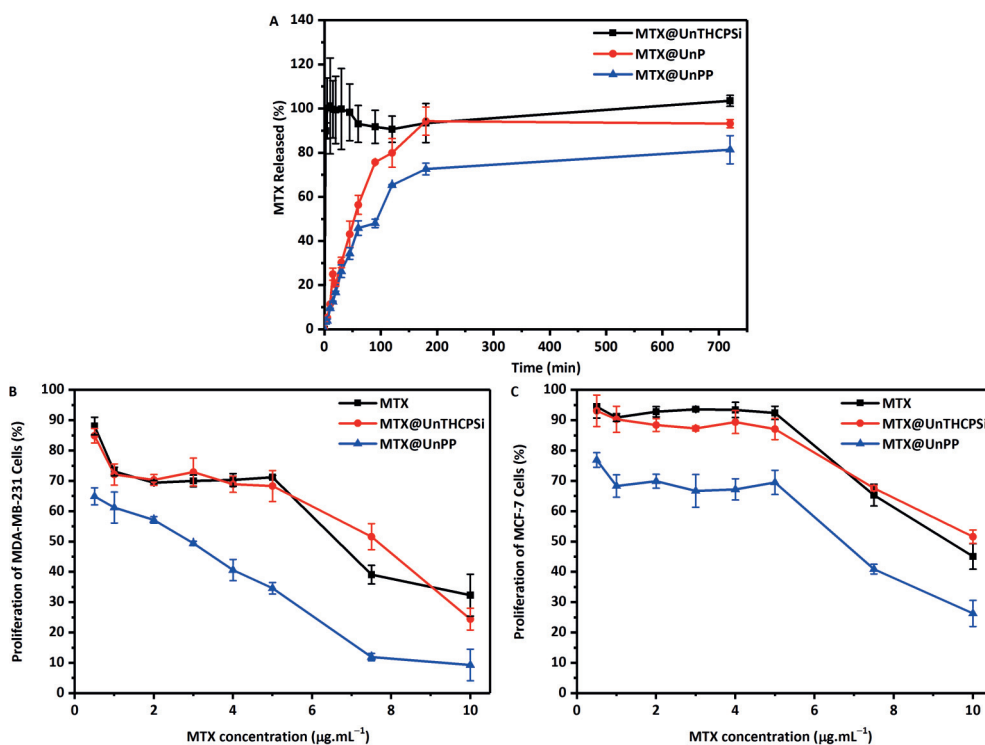 A
MTX@UnTHCPSi
MTX@UnP
MTX@UnPP
MTX Released (%)
140
120
100
80
60
40
20
0
0 100 200 300 400 500 600 700
Time (min)
B
MTX
MTX@UnTHCPSi
MTX@UnPP
Proliferation of MDA-MB-231 Cells (%)
100
90
80
70
60
50
40
30
20
10
0
0 2 4 6 8 10
MTX concentration (µg.mL⁻¹)
C
MTX
MTX@UnTHCPSi
MTX@UnPP
Proliferation of MCF-7 Cells (%)
100
90
80
70
60
50
40
30
20
10
0
0 2 4 6 8 10
MTX concentration (µg.mL⁻¹)